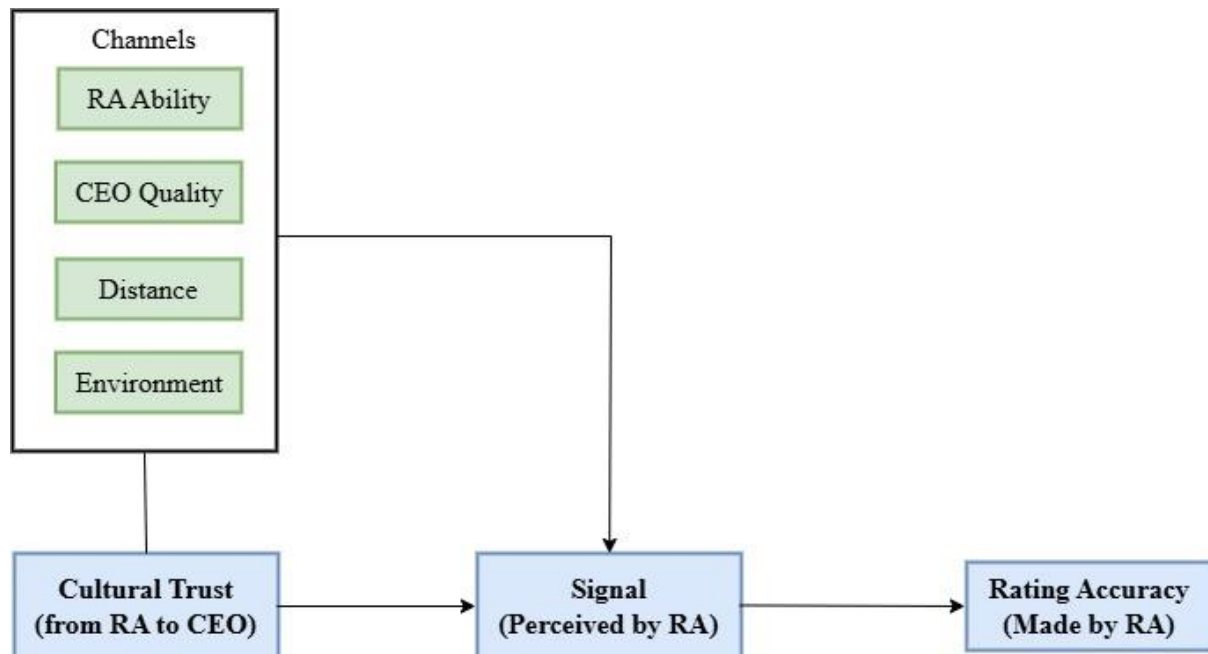 Channels
RA Ability
CEO Quality
Distance
Environment
Cultural Trust
(from RA to CEO)
Signal
(Perceived by RA)
Rating Accuracy
(Made by RA)